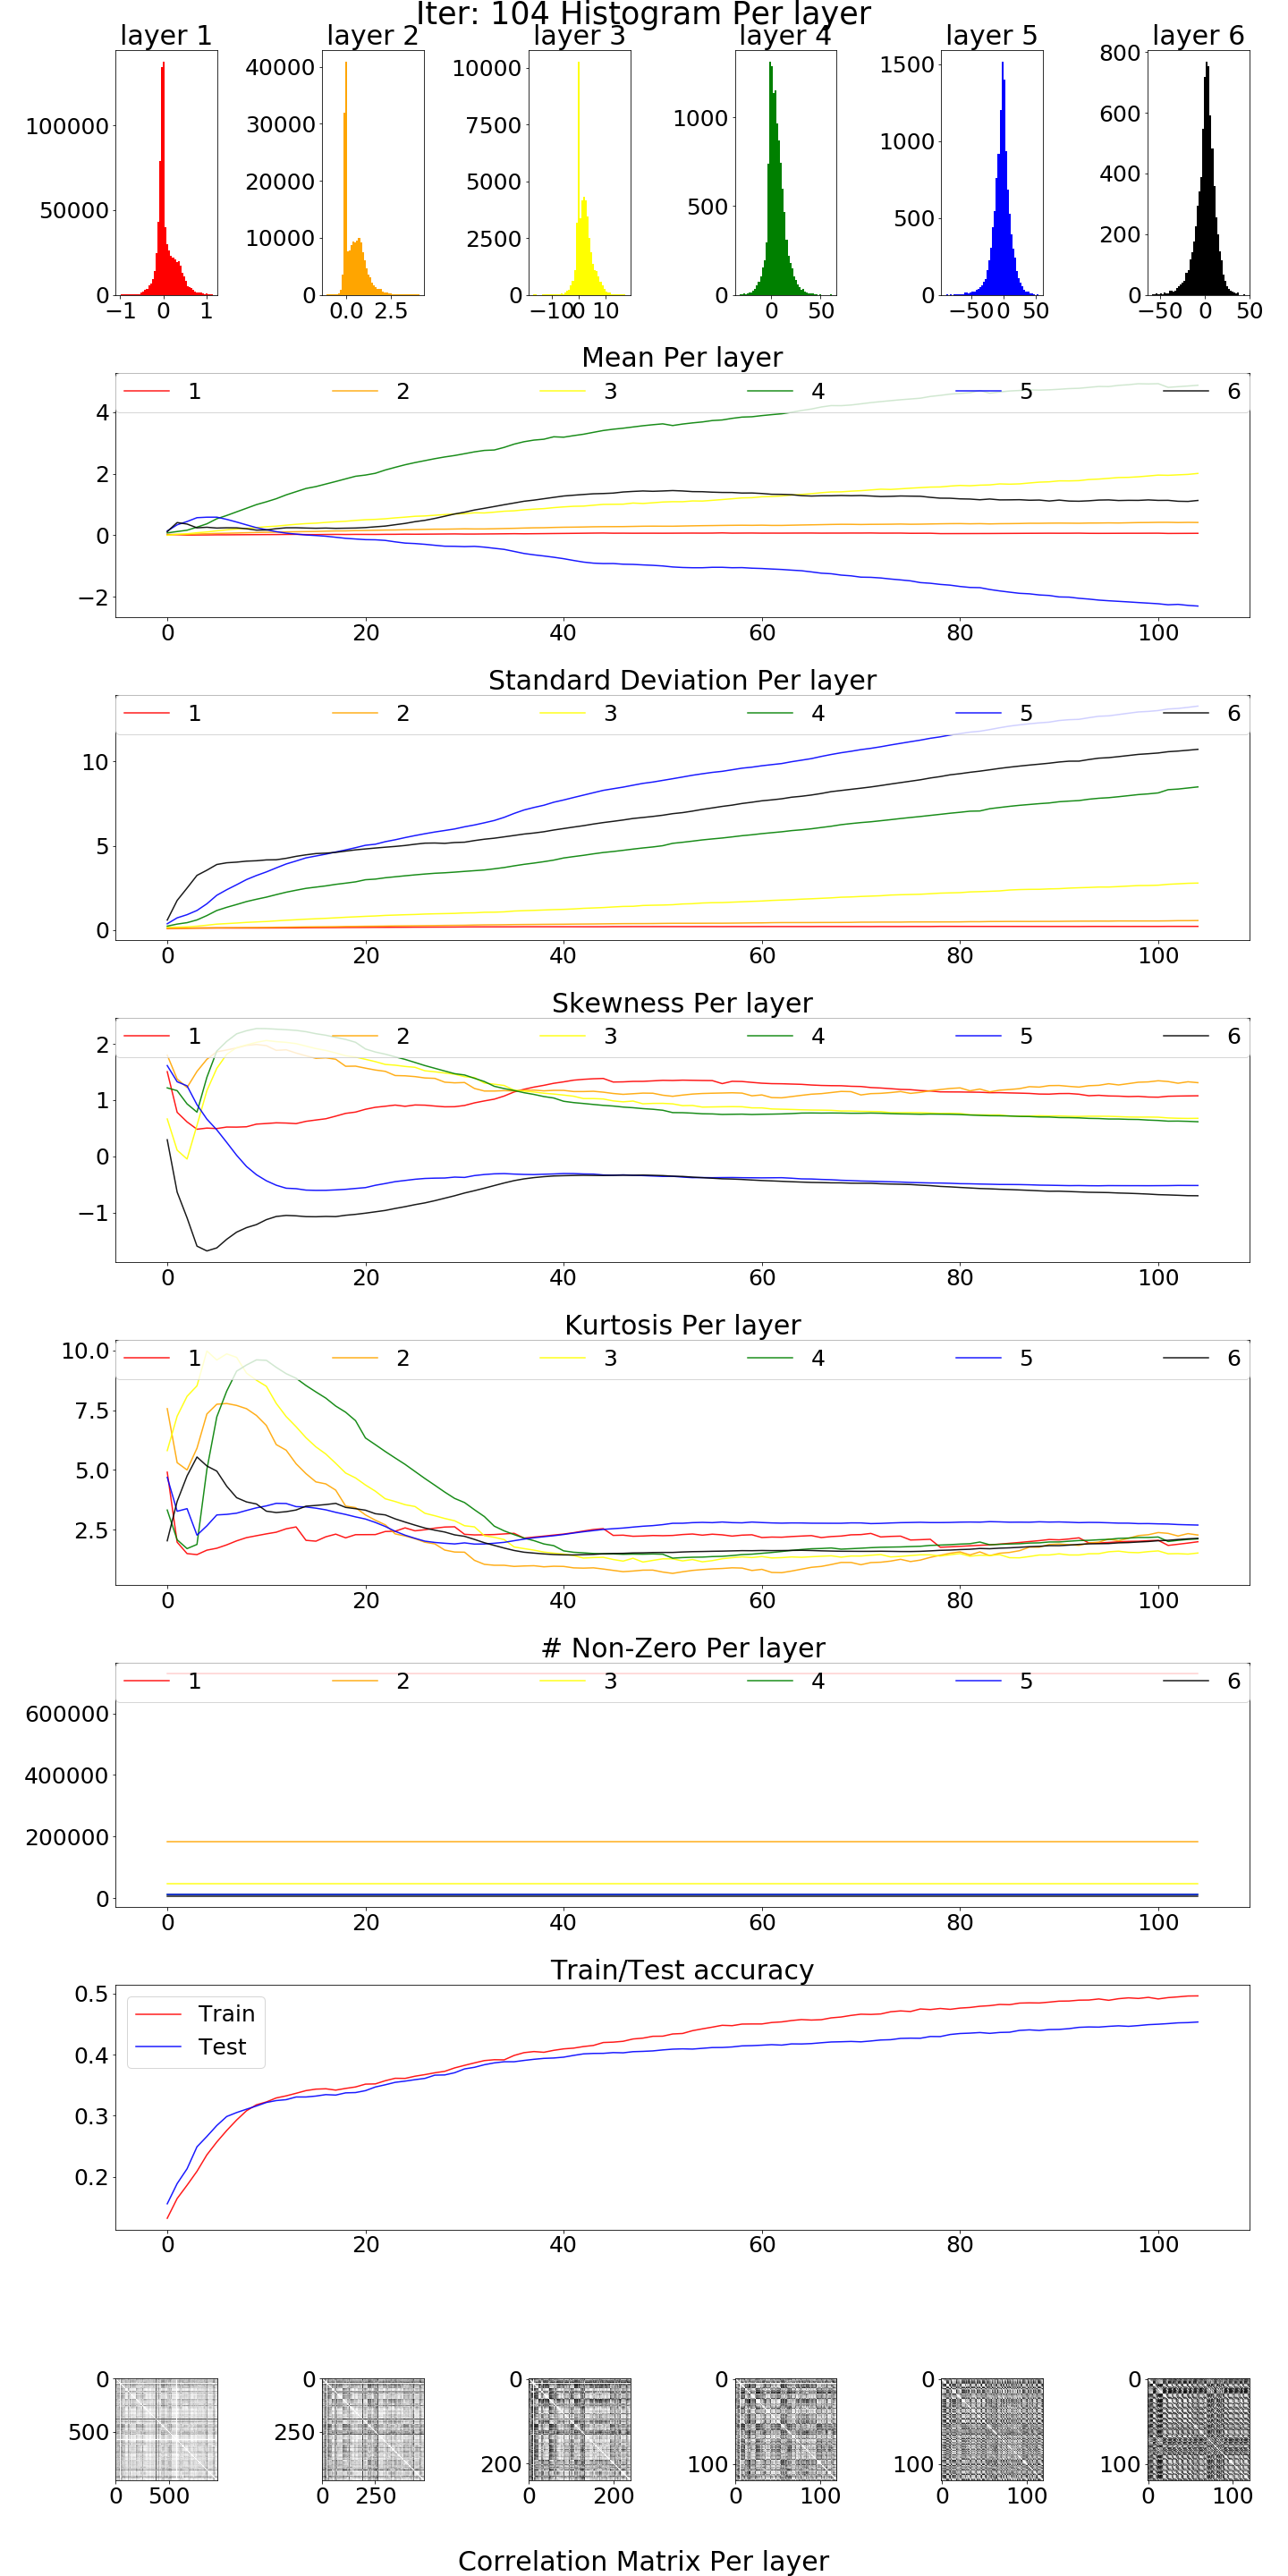 Iter: 104 Histogram Per layer
layer 1 layer 2 layer 3 layer 4 layer 5 layer 6
100000 50000 0 −1 0 1
40000 30000 20000 10000 0 0.0 2.5
10000 7500 5000 2500 0 −10 0 10
1000 500 0 0 50
1500 1000 500 0 −50 0 50
800 600 400 200 0 −50 0 50
Mean Per layer
1 2 3 4 5 6
4
2
0
−2
0 20 40 60 80 100
Standard Deviation Per layer
1 2 3 4 5 6
10
5
0
0 20 40 60 80 100
Skewness Per layer
1 2 3 4 5 6
2
1
0
−1
0 20 40 60 80 100
Kurtosis Per layer
1 2 3 4 5 6
10.0
7.5
5.0
2.5
0 20 40 60 80 100
# Non-Zero Per layer
1 2 3 4 5 6
600000
400000
200000
0
0 20 40 60 80 100
Train/Test accuracy
Train
Test
0.5
0.4
0.3
0.2
0 20 40 60 80 100
0 500 0 500
0 250 0 250
0 200 0 200
0 100 0 100
0 100 0 100
0 100 0 100
Correlation Matrix Per layer